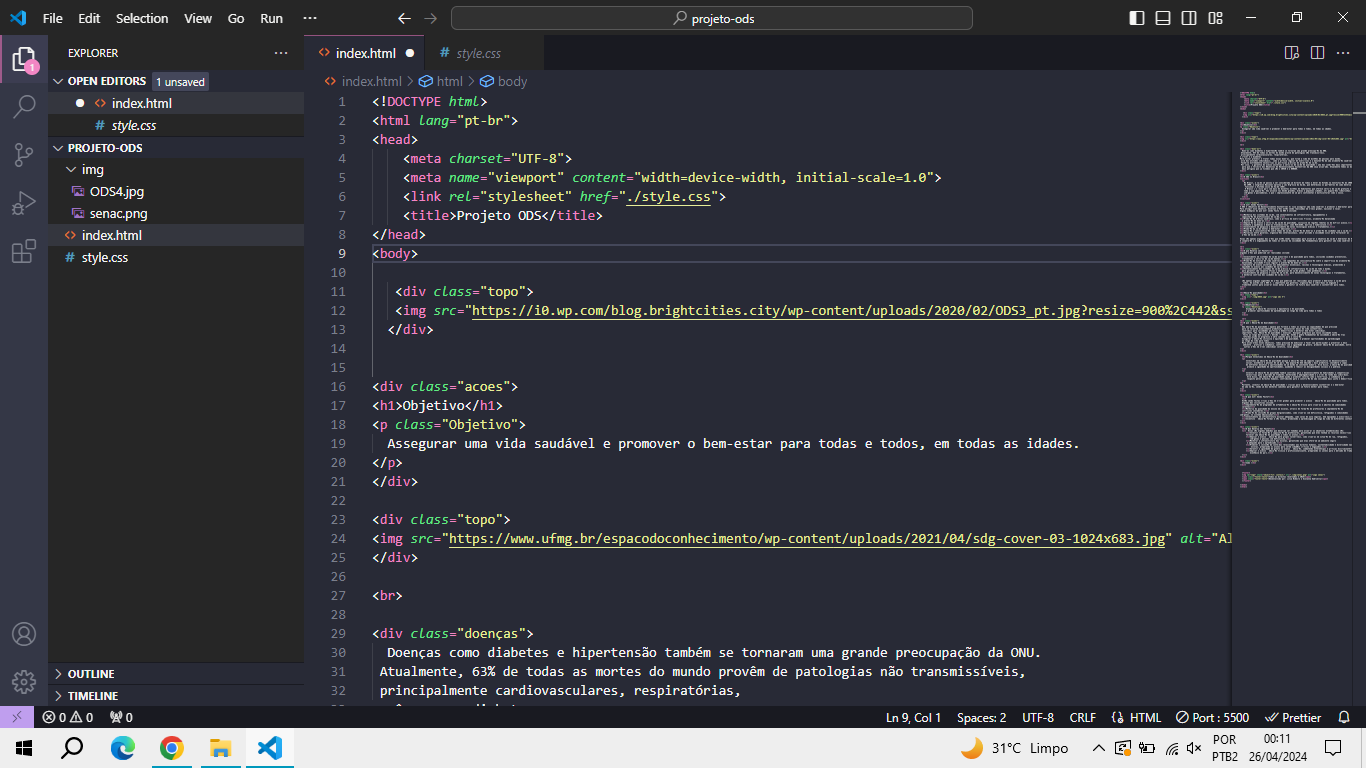 File Edit Selection View Go Run ··· projeto-ods
EXPLORER ···
1
OPEN EDITORS 1 unsaved
index.html
style.css
PROJETO-ODS
img
ODS4.jpg
senac.png
index.html
style.css
OUTLINE
TIMELINE
index.html style.css
index.html > html > body
1 <!DOCTYPE html>
2 <html lang="pt-br">
3 <head>
4 <meta charset="UTF-8">
5 <meta name="viewport" content="width=device-width, initial-scale=1.0">
6 <link rel="stylesheet" href="./style.css">
7 <title>Projeto ODS</title>
8 </head>
9 <body>
10
11 <div class="topo">
12 <img src="https://i0.wp.com/blog.brightcities.city/wp-content/uploads/2020/02/ODS3_pt.jpg?resize=900%2C442&ss
13 </div>
14
15
16 <div class="acoes">
17 <h1>Objetivo</h1>
18 <p class="Objetivo">
19 Assegurar uma vida saudável e promover o bem-estar para todas e todos, em todas as idades.
20 </p>
21 </div>
22
23 <div class="topo">
24 <img src="https://www.ufmg.br/espacodoconhecimento/wp-content/uploads/2021/04/sdg-cover-03-1024x683.jpg" alt="Al
25 </div>
26
27 <br>
28
29 <div class="doenças">
30 Doenças como diabetes e hipertensão também se tornaram uma grande preocupação da ONU.
31 Atualmente, 63% de todas as mortes do mundo provêm de patologias não transmissíveis,
32 principalmente cardiovasculares, respiratórias,
0 0 0 Ln 9, Col 1 Spaces: 2 UTF-8 CRLF {} HTML Port : 5500 Prettier
31°C Limpo POR PTB2 00:11 26/04/2024